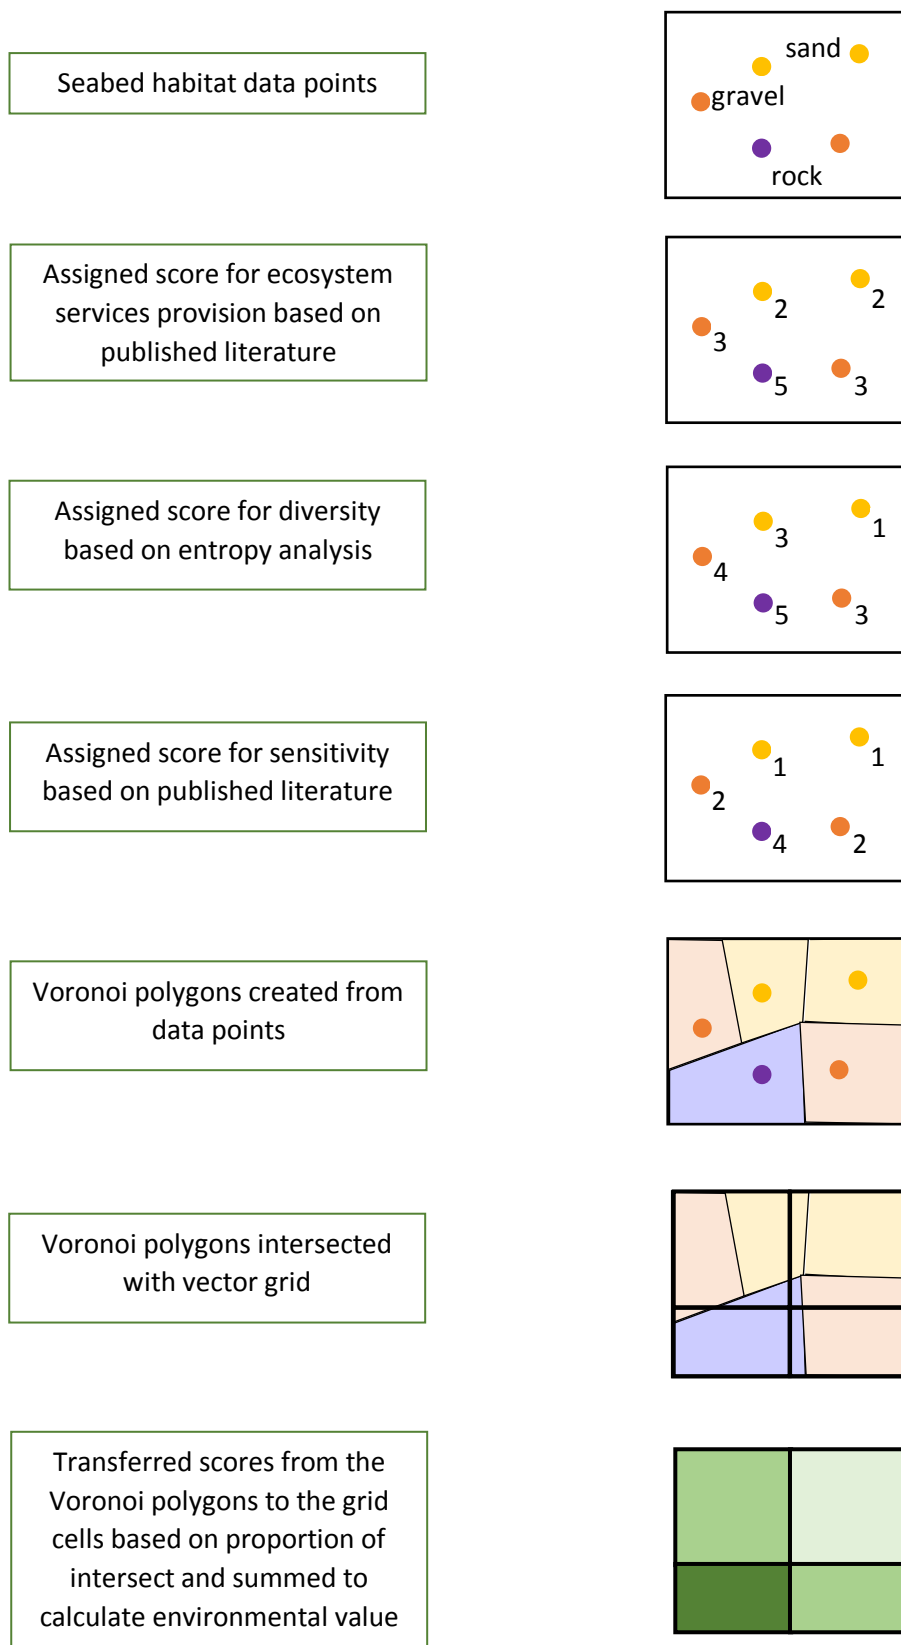 Seabed habitat data points
sand
gravel
rock
Assigned score for ecosystem
services provision based on
published literature
2
2
3
5
3
Assigned score for diversity
based on entropy analysis
1
3
4
5
3
Assigned score for sensitivity
based on published literature
1
1
2
4
2
Voronoi polygons created from
data points
Voronoi polygons intersected
with vector grid
Transferred scores from the
Voronoi polygons to the grid
cells based on proportion of
intersect and summed to
calculate environmental value